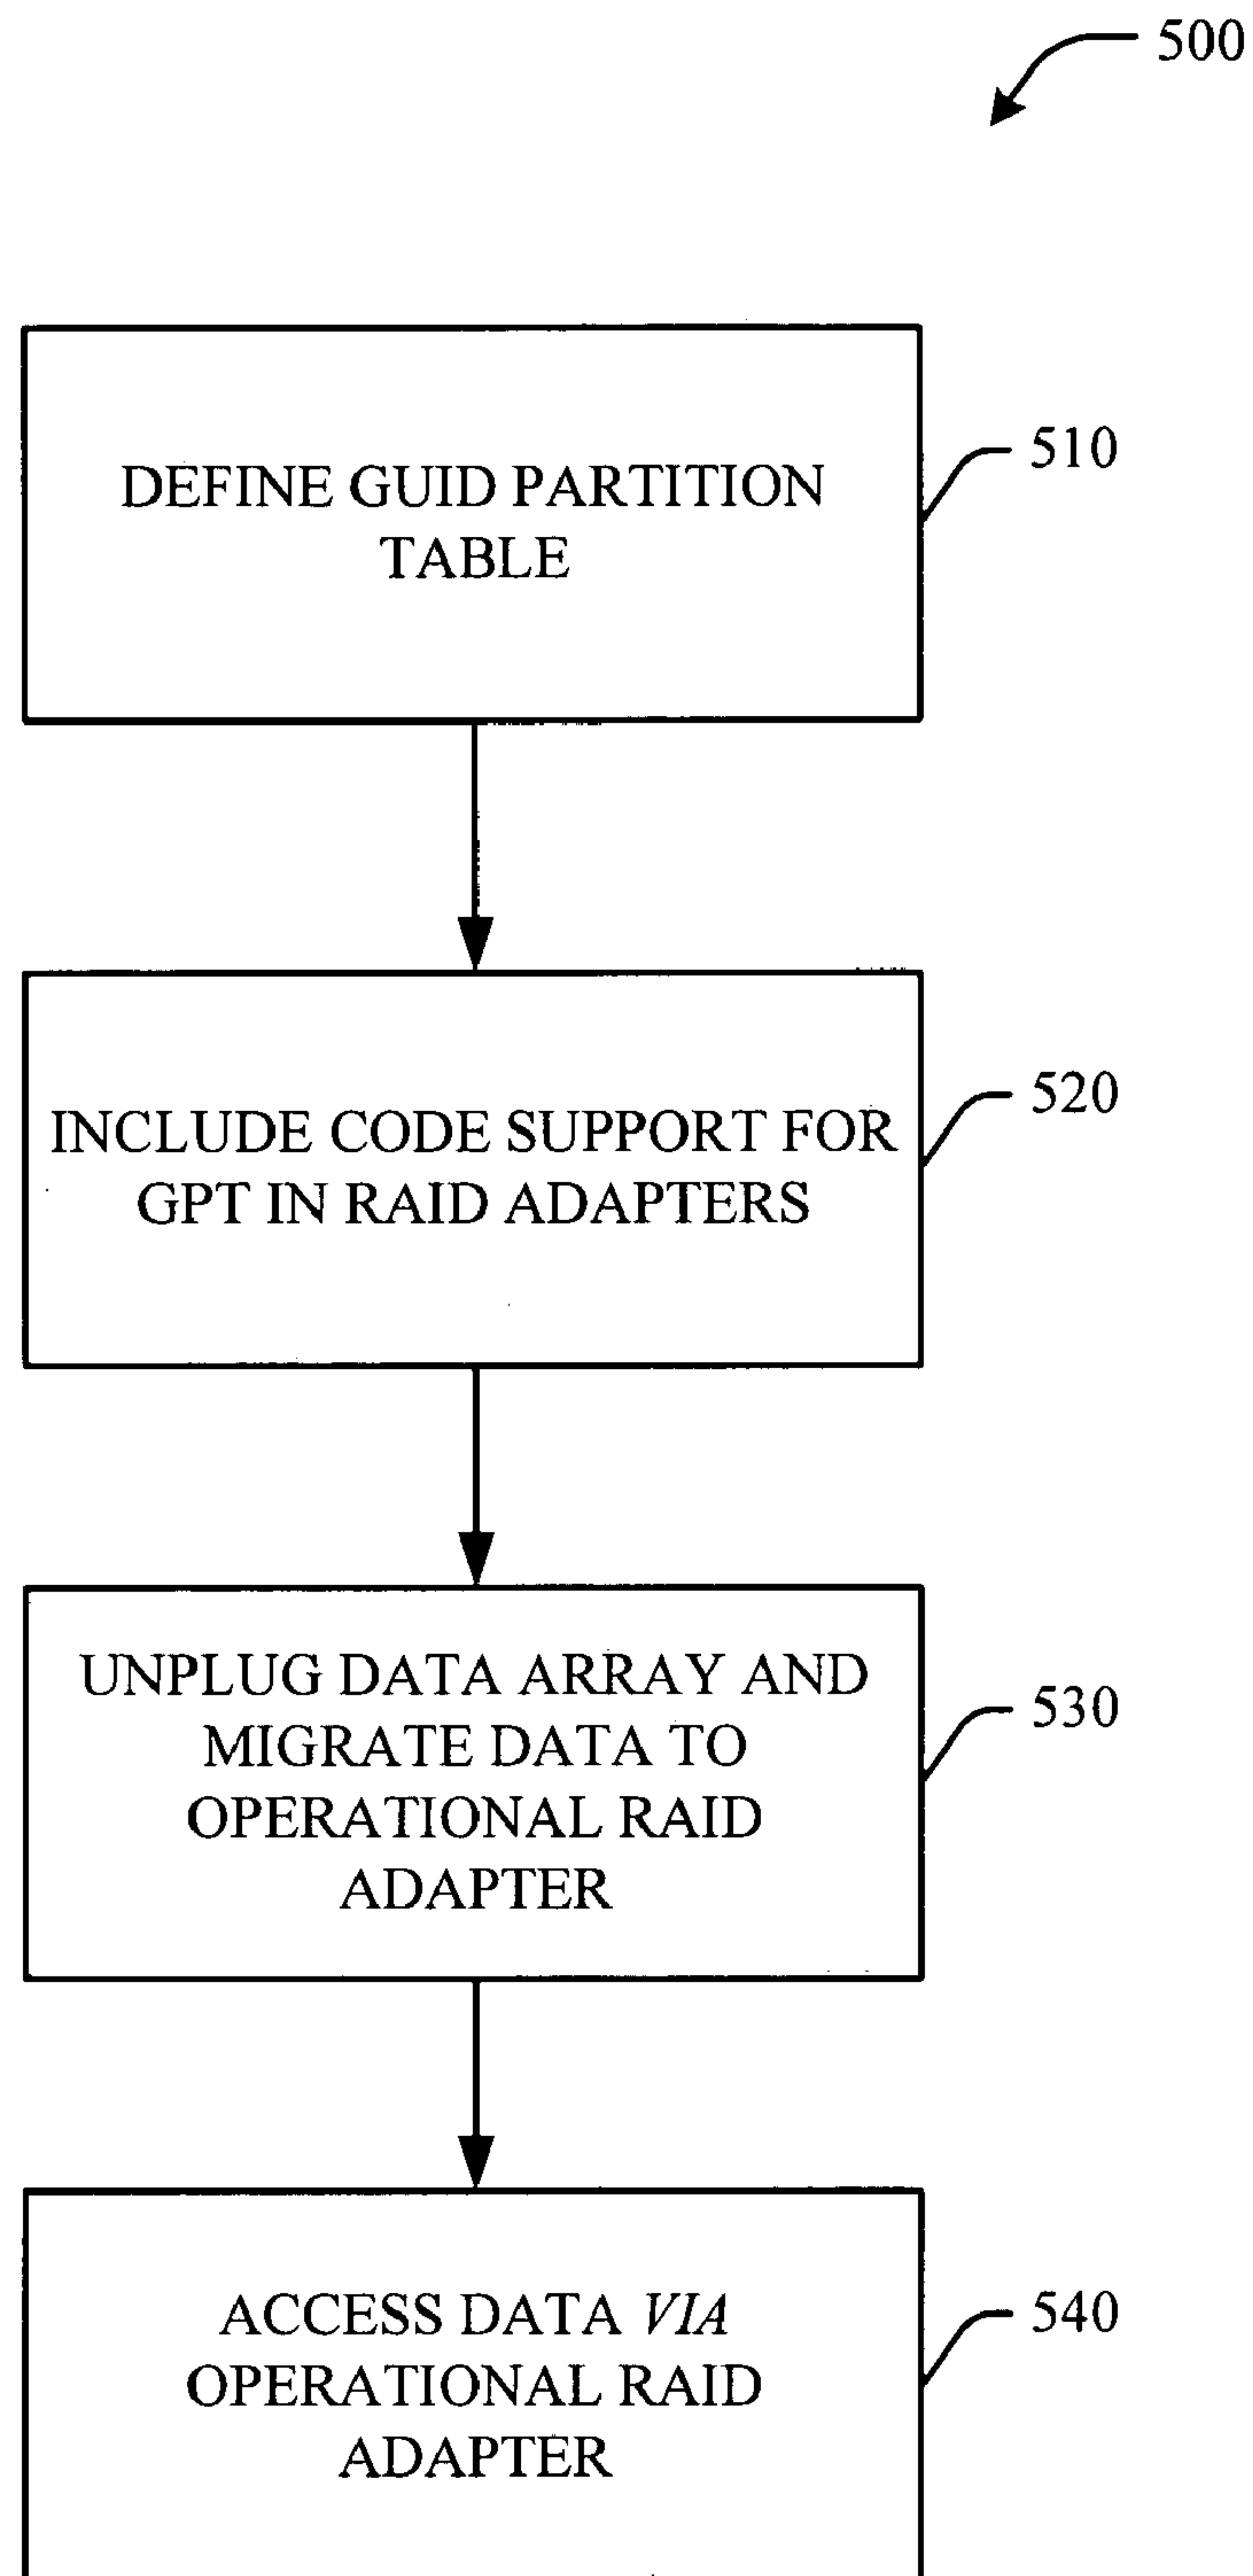 500
DEFINE GUID PARTITION
TABLE
510
INCLUDE CODE SUPPORT FOR
GPT IN RAID ADAPTERS
520
UNPLUG DATA ARRAY AND
MIGRATE DATA TO
OPERATIONAL RAID
ADAPTER
530
ACCESS DATA VIA
OPERATIONAL RAID
ADAPTER
540